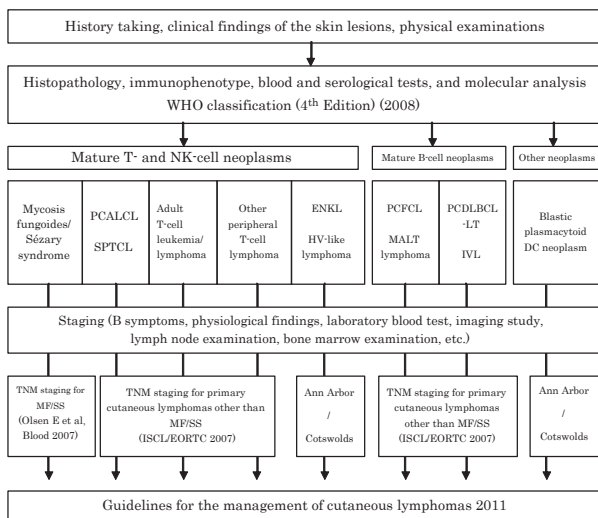 History taking, clinical findings of the skin lesions, physical examinations
Histopathology, immunophenotype, blood and serological tests, and molecular analysis
WHO classification (4th Edition) (2008)
Mature T- and NK-cell neoplasms
Mature B-cell neoplasms
Other neoplasms
Mycosis
fungoides/
Sézary
syndrome
PCALCL
SPTCL
Adult
T-cell
leukemia/
lymphoma
Other
peripheral
T-cell
lymphoma
ENKL
HV-like
lymphoma
PCFCL
MALT
lymphoma
PCDLBCL
-LT
IVL
Blastic
plasmacytoid
DC neoplasm
Staging (B symptoms, physiological findings, laboratory blood test, imaging study,
lymph node examination, bone marrow examination, etc.)
TNM staging for
MF/SS
(Olsen E et al,
Blood 2007)
TNM staging for primary
cutaneous lymphomas other than
MF/SS
(ISCL/EORTC 2007)
Ann Arbor
/
Cotswolds
TNM staging for primary
cutaneous lymphomas
other than MF/SS
(ISCL/EORTC 2007)
Ann Arbor
/
Cotswolds
Guidelines for the management of cutaneous lymphomas 2011